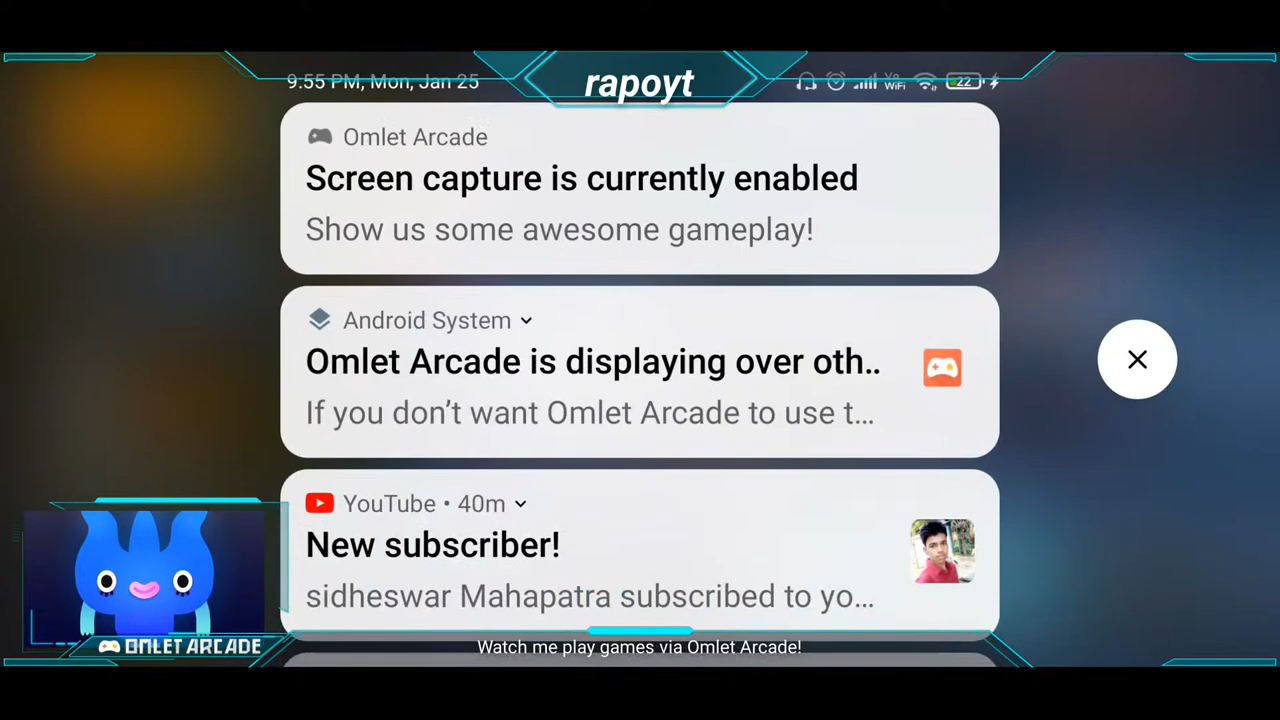 rapoyt
9:55 PM, Mon, Jan 25
Vo WiFi
22
Omlet Arcade
Screen capture is currently enabled
Show us some awesome gameplay!
Android System
Omlet Arcade is displaying over oth..
If you don’t want Omlet Arcade to use t...
YouTube • 40m
New subscriber!
sidheswar Mahapatra subscribed to yo...
OMLET ARCADE
Watch me play games via Omlet Arcade!